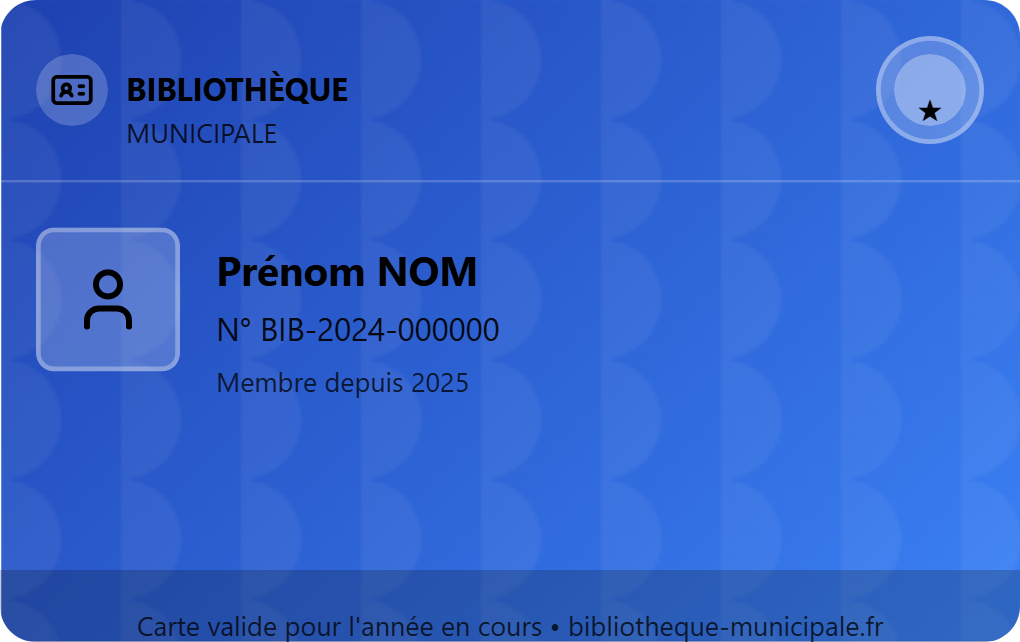 BIBLIOTHÈQUE
MUNICIPALE
Prénom NOM
N° BIB-2024-000000
Membre depuis 2025
Carte valide pour l'année en cours • bibliotheque-municipale.fr